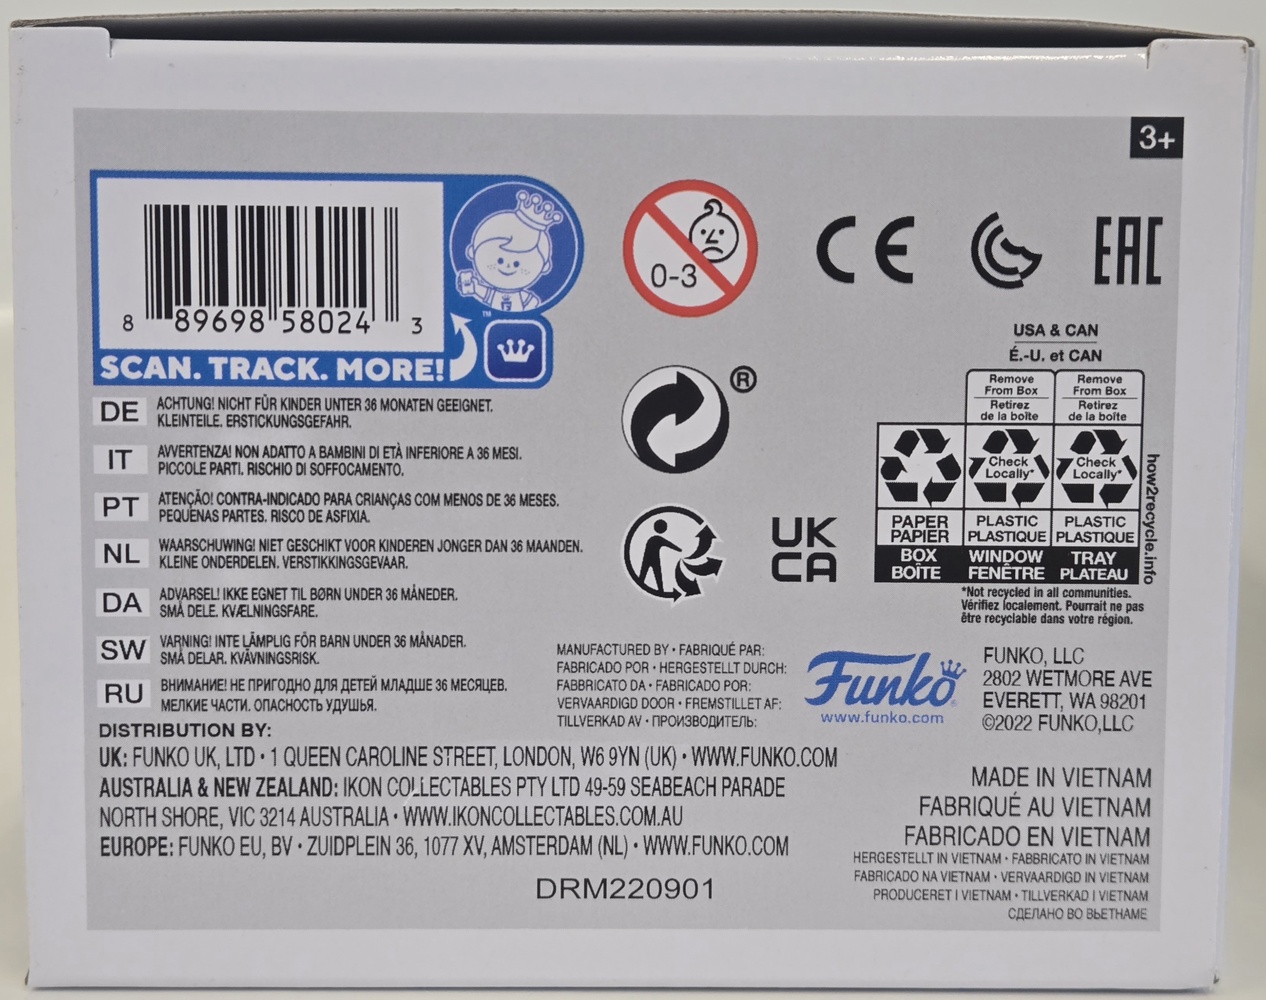 3+
8 89698 58024 3
™
SCAN. TRACK. MORE!
0-3
CE
EAC
®
UK
CA
USA & CAN
É.-U. et CAN
Remove From Box
Retirez de la boîte
Remove From Box
Retirez de la boîte
Check Locally*
Check Locally*
PAPER
PAPIER
BOX
BOÎTE
PLASTIC
PLASTIQUE
WINDOW
FENÊTRE
PLASTIC
PLASTIQUE
TRAY
PLATEAU
how2recycle.info
*Not recycled in all communities.
Vérifiez localement. Pourrait ne pas
être recyclable dans votre région.
DE ACHTUNG! NICHT FÜR KINDER UNTER 36 MONATEN GEEIGNET.
KLEINTEILE. ERSTICKUNGSGEFAHR.
IT AVVERTENZA! NON ADATTO A BAMBINI DI ETÀ INFERIORE A 36 MESI.
PICCOLE PARTI. RISCHIO DI SOFFOCAMENTO.
PT ATENÇÃO! CONTRA-INDICADO PARA CRIANÇAS COM MENOS DE 36 MESES.
PEQUENAS PARTES. RISCO DE ASFIXIA.
NL WAARSCHUWING! NIET GESCHIKT VOOR KINDEREN JONGER DAN 36 MAANDEN.
KLEINE ONDERDELEN. VERSTIKKINGSGEVAAR.
DA ADVARSEL! IKKE EGNET TIL BØRN UNDER 36 MÅNEDER.
SMÅ DELE. KVÆLNINGSFARE.
SW VARNING! INTE LÄMPLIG FÖR BARN UNDER 36 MÅNADER.
SMÅ DELAR. KVÄVNINGSRISK.
RU ВНИМАНИЕ! НЕ ПРИГОДНО ДЛЯ ДЕТЕЙ МЛАДШЕ 36 МЕСЯЦЕВ.
МЕЛКИЕ ЧАСТИ. ОПАСНОСТЬ УДУШЬЯ.
MANUFACTURED BY • FABRIQUÉ PAR:
FABRICADO POR • HERGESTELLT DURCH:
FABBRICATO DA • FABRICADO POR:
VERVAARDIGD DOOR • FREMSTILLET AF:
TILLVERKAD AV • ПРОИЗВОДИТЕЛЬ:
Funko
www.funko.com
FUNKO, LLC
2802 WETMORE AVE
EVERETT, WA 98201
©2022 FUNKO,LLC
DISTRIBUTION BY:
UK: FUNKO UK, LTD • 1 QUEEN CAROLINE STREET, LONDON, W6 9YN (UK) • WWW.FUNKO.COM
AUSTRALIA & NEW ZEALAND: IKON COLLECTABLES PTY LTD 49-59 SEABEACH PARADE
NORTH SHORE, VIC 3214 AUSTRALIA • WWW.IKONCOLLECTABLES.COM.AU
EUROPE: FUNKO EU, BV • ZUIDPLEIN 36, 1077 XV, AMSTERDAM (NL) • WWW.FUNKO.COM
DRM220901
MADE IN VIETNAM
FABRIQUÉ AU VIETNAM
FABRICADO EN VIETNAM
HERGESTELLT IN VIETNAM • FABBRICATO IN VIETNAM
FABRICADO NA VIETNAM • VERVAARDIGD IN VIETNAM
PRODUCERET I VIETNAM • TILLVERKAD I VIETNAM
СДЕЛАНО ВО ВЬЕТНАМЕ